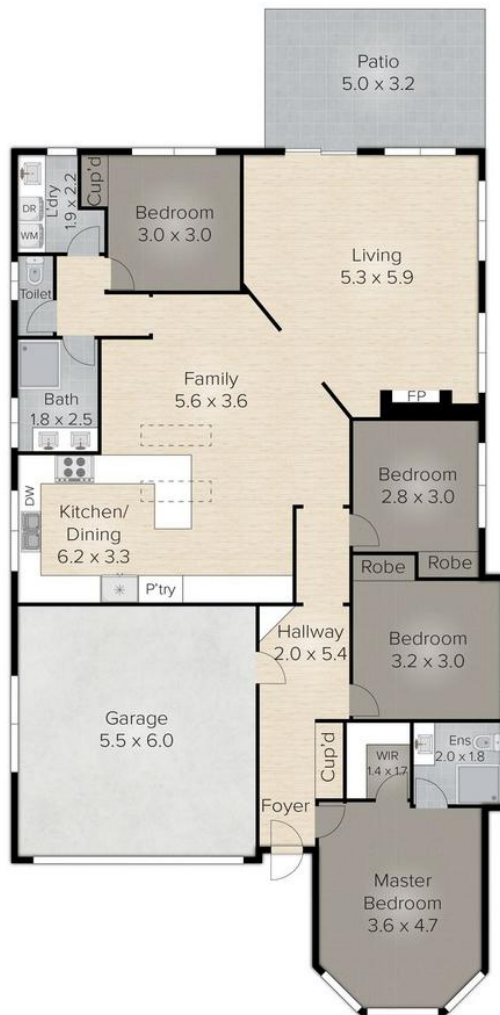 Patio
5.0 x 3.2
L'dry
1.9 x 2.2
DR
WM
Cup'd
Bedroom
3.0 x 3.0
Living
5.3 x 5.9
Toilet
Family
5.6 x 3.6
Bath
1.8 x 2.5
FP
Bedroom
2.8 x 3.0
DW
Kitchen/
Dining
6.2 x 3.3
P'try
Robe
Robe
Hallway
2.0 x 5.4
Bedroom
3.2 x 3.0
Garage
5.5 x 6.0
Cup'd
WIR
1.4 x 1.7
Ens
2.0 x 1.8
Foyer
Master
Bedroom
3.6 x 4.7